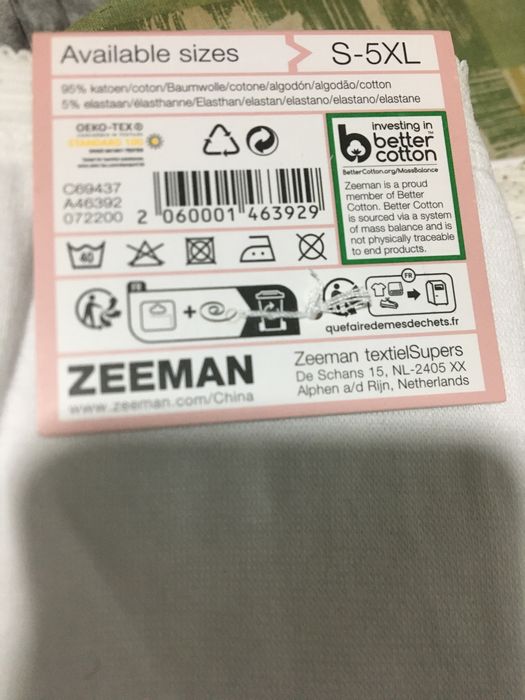 Available sizes
S-5XL
95% katoen/coton/Baumwolle/cotone/algodón/algodão/cotton
5% elastaan/élasthanne/Elasthan/elastan/elastano/elastano/elastane
OEKO-TEX®
STANDARD 100
C69437
A46392
072200
2 060001 463929
investing in
better
cotton™
BetterCotton.org/MassBalance
Zeeman is a proud
member of Better
Cotton. Better Cotton
is sourced via a system
of mass balance and is
not physically traceable
to end products.
40
FR
+
FR
quefairedemesdechets.fr
ZEEMAN
www.zeeman.com/China
Zeeman textielSupers
De Schans 15, NL-2405 XX
Alphen a/d Rijn, Netherlands